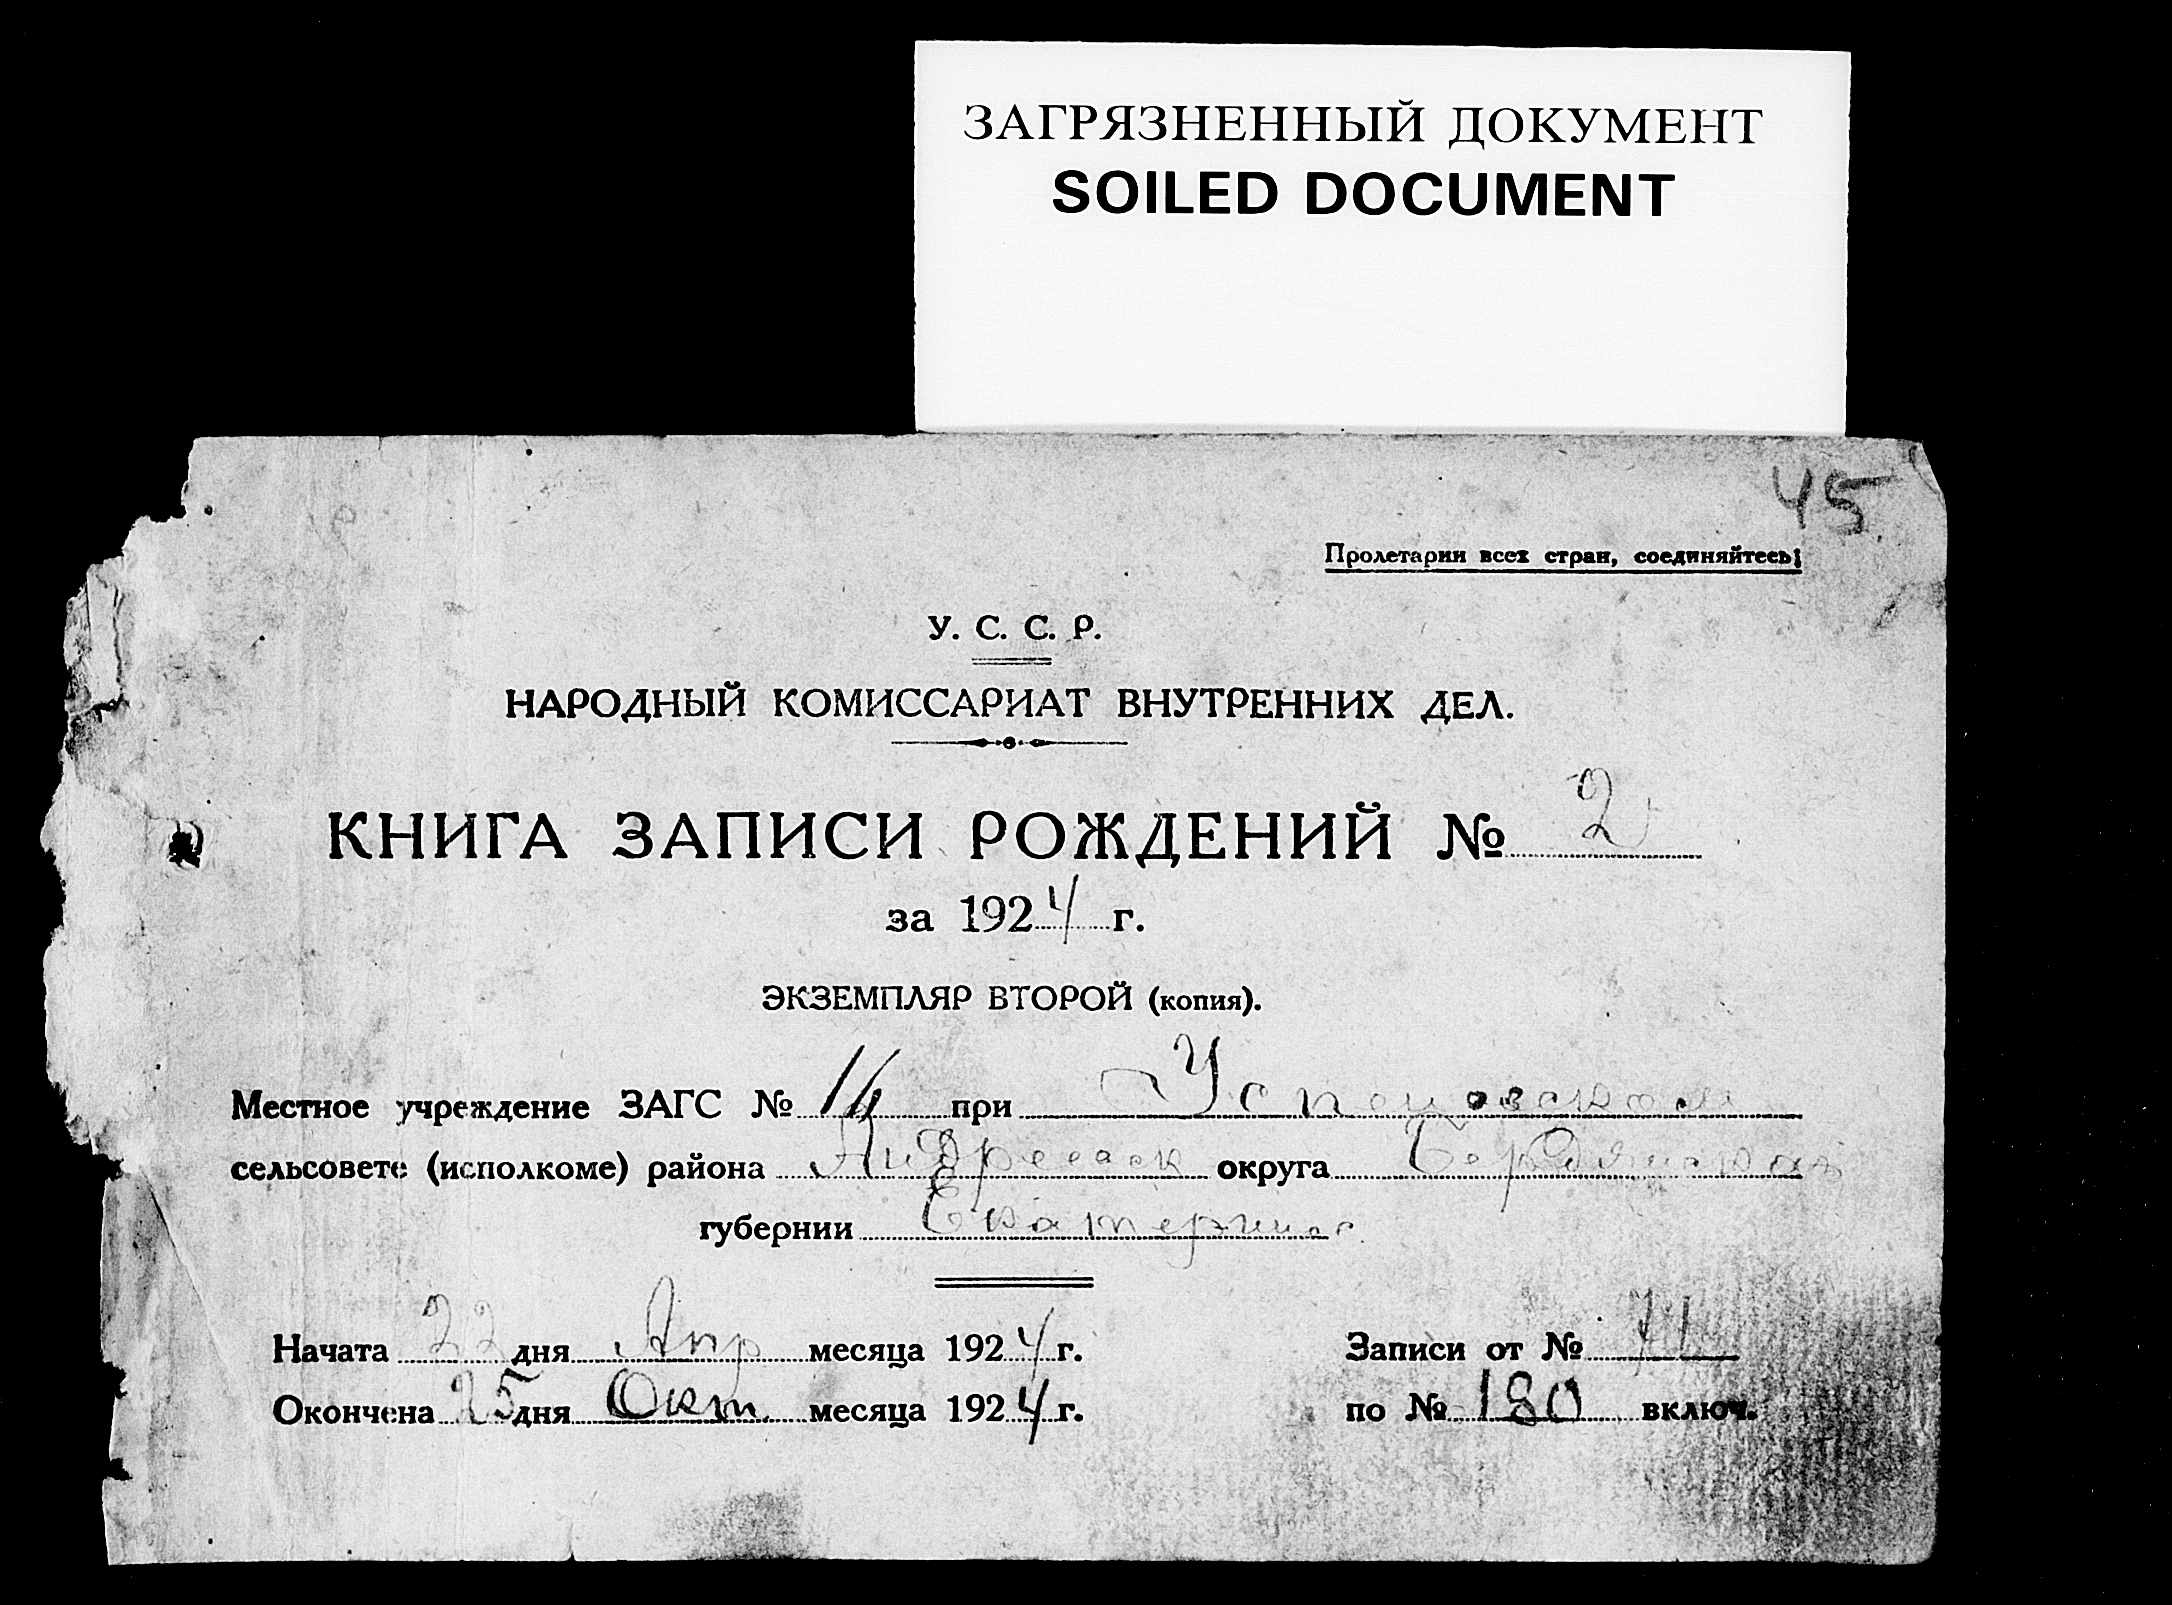 ЗАГРЯЗНЕННЫЙ ДОКУМЕНТ
SOILED DOCUMENT
45
Пролетарии всех стран, соединяйтесь!
У. С. С. Р.
НАРОДНЫЙ КОМИССАРИАТ ВНУТРЕННИХ ДЕЛ.
КНИГА ЗАПИСИ РОЖДЕНИЙ № 2
за 1924 г.
ЭКЗЕМПЛЯР ВТОРОЙ (копия).
Местное учреждение ЗАГС № при
сельсовете (исполкоме) района округа
губернии Екатеринос
Начата 22 дня Апр месяца 1924 г. Записи от № 71
Окончена 25 дня Окт. месяца 1924 г. по № 180 включ.